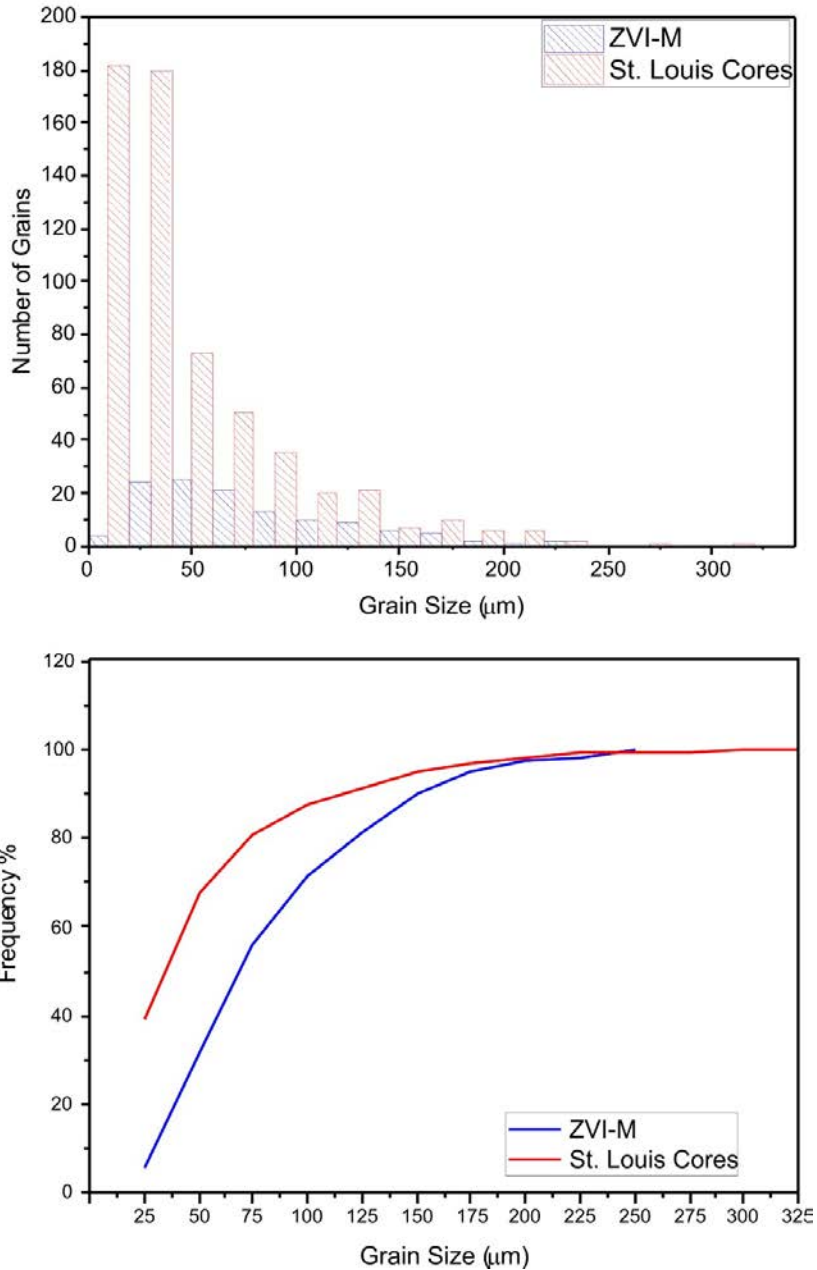 200
180
160
140
120
100
80
60
40
20
0
Number of Grains
ZVI-M
St. Louis Cores
0 50 100 150 200 250 300
Grain Size (μm)
120
100
80
60
40
20
0
Frequency %
ZVI-M
St. Louis Cores
25 50 75 100 125 150 175 200 225 250 275 300 325
Grain Size (μm)